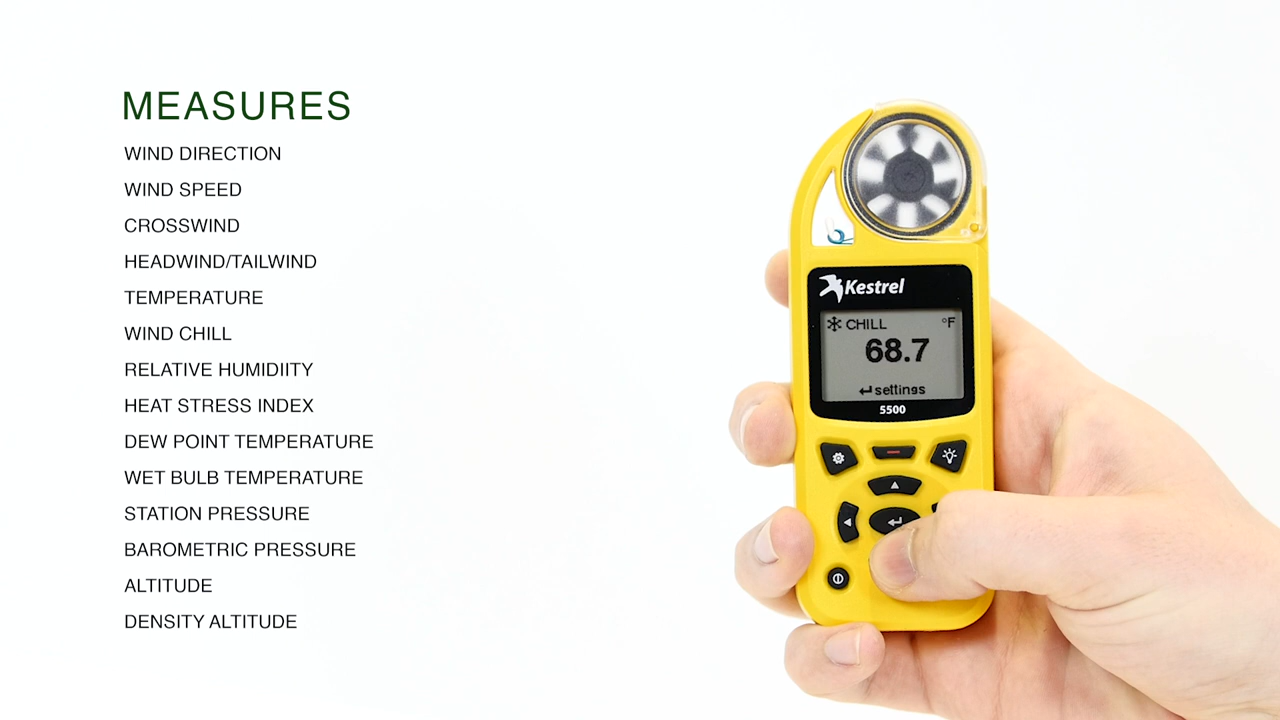 MEASURES
WIND DIRECTION
WIND SPEED
CROSSWIND
HEADWIND/TAILWIND
TEMPERATURE
WIND CHILL
RELATIVE HUMIDIITY
HEAT STRESS INDEX
DEW POINT TEMPERATURE
WET BULB TEMPERATURE
STATION PRESSURE
BAROMETRIC PRESSURE
ALTITUDE
DENSITY ALTITUDE
Kestrel
CHILL °F
68.7
settings
5500